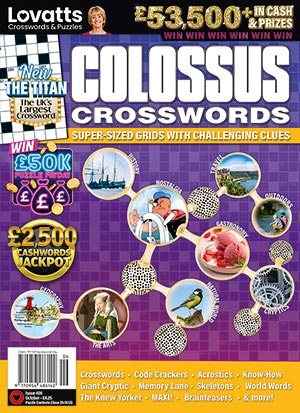 Lovatts
Crosswords & Puzzles
£53,500+ IN CASH & PRIZES
WIN WIN WIN WIN WIN WIN WIN
New
THE TITAN
The UK's
Largest
Crossword
COLOSSUS
CROSSWORDS
SUPER-SIZED GRIDS WITH CHALLENGING CLUES
WIN
£50K
PUZZLE PAYDAY
£ £ £
£2,500
CASHWORDS
JACKPOT
HISTORY
NOSTALGIA
TRAVEL
OUTDOORS
GASTRONOMY
CRYPTIC
GEOGRAPHY
THE ARTS
Crosswords • Code Crackers • Acrostics • Know-How
Giant Cryptic • Memory Lane • Skeletons • World Words
The Knew Yorker • MAXI! • Brainteasers • & more!